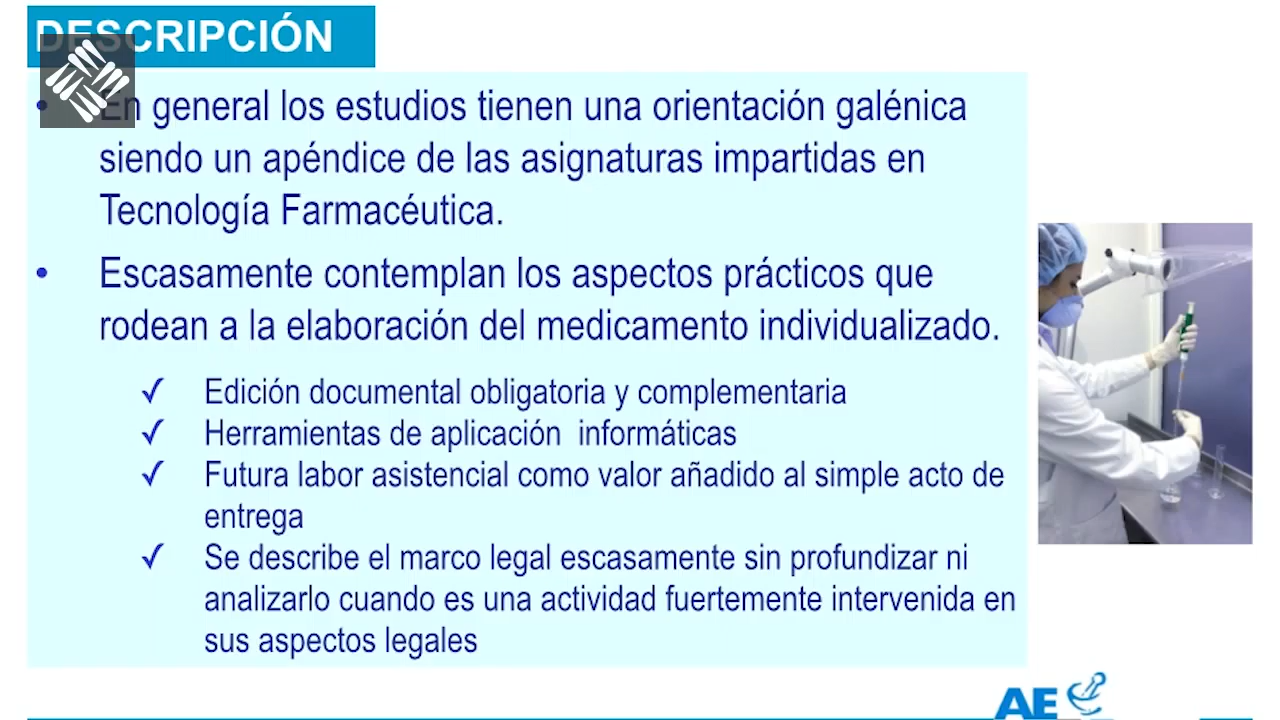 DESCRIPCIÓN
• En general los estudios tienen una orientación galénica
siendo un apéndice de las asignaturas impartidas en
Tecnología Farmacéutica.
• Escasamente contemplan los aspectos prácticos que
rodean a la elaboración del medicamento individualizado.
✓ Edición documental obligatoria y complementaria
✓ Herramientas de aplicación informáticas
✓ Futura labor asistencial como valor añadido al simple acto de
entrega
✓ Se describe el marco legal escasamente sin profundizar ni
analizarlo cuando es una actividad fuertemente intervenida en
sus aspectos legales
AE